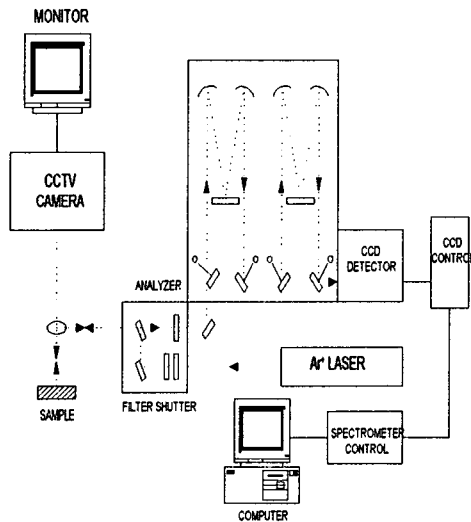 MONITOR
CCTV
CAMERA
CCD
DETECTOR
CCD
CONTROL
ANALYZER
Ar+ LASER
SAMPLE
FILTER SHUTTER
SPECTROMETER
CONTROL
COMPUTER